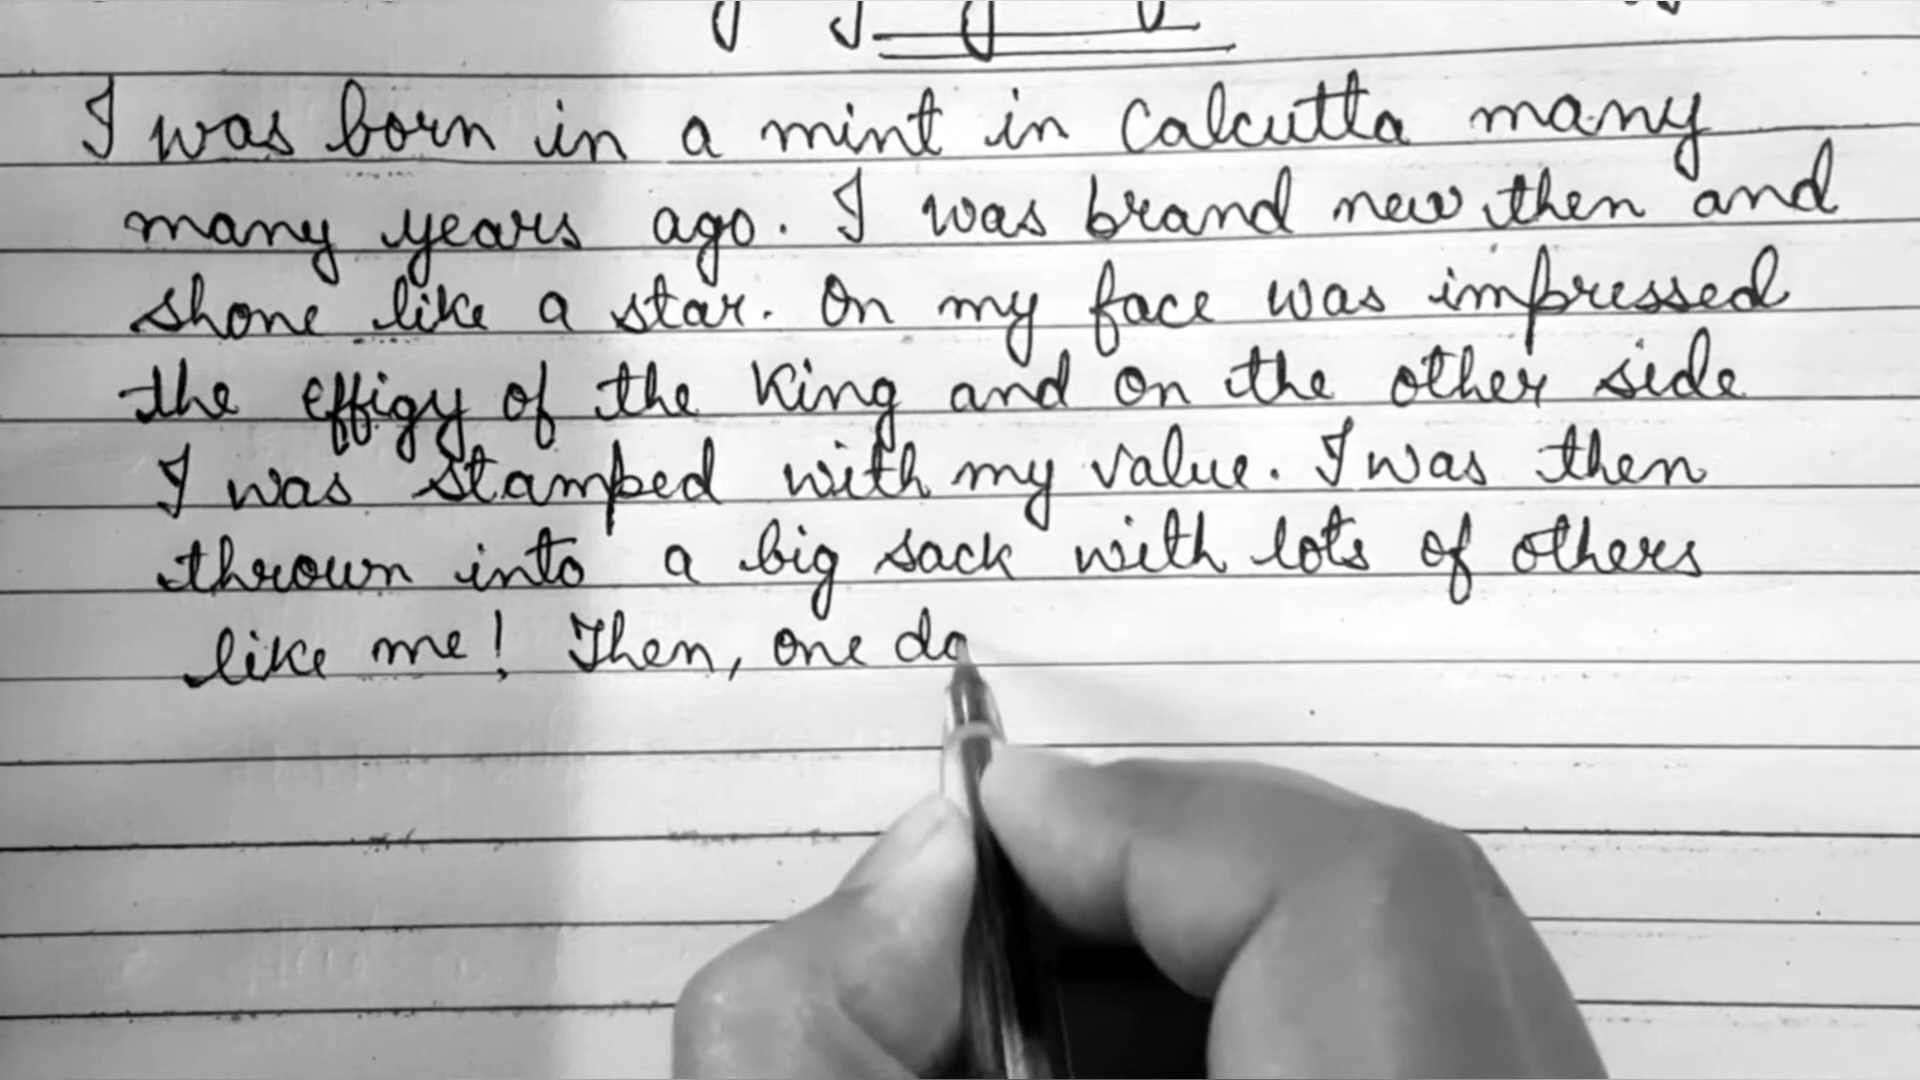 I was born in a mint in Calcutta many
many years ago. I was brand new then and
shone like a star. On my face was impressed
the effigy of the King and on the other side
I was stamped with my value. I was then
thrown into a big sack with lots of others
like me! Then, one da